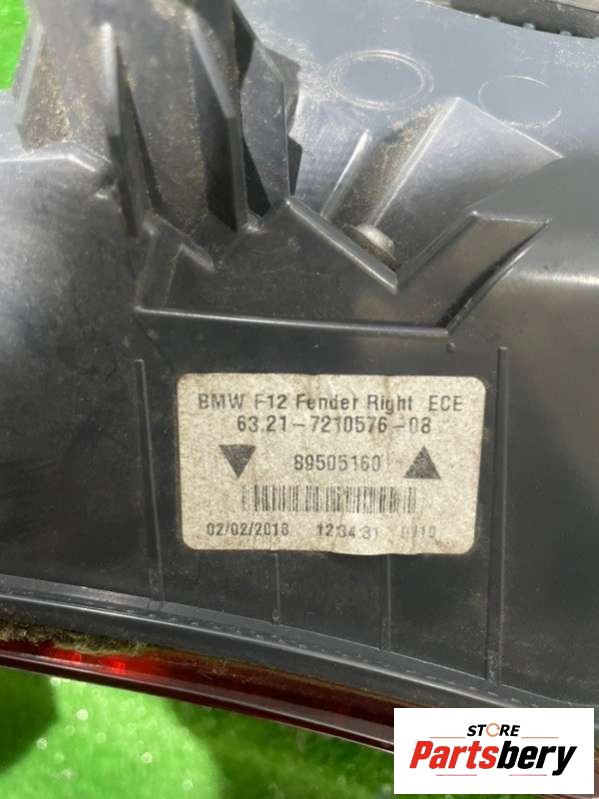 BMW F12 Fender Right ECE
63.21-7210576-08
89505160
02/02/2018 12:34:31
STORE
Partsbery